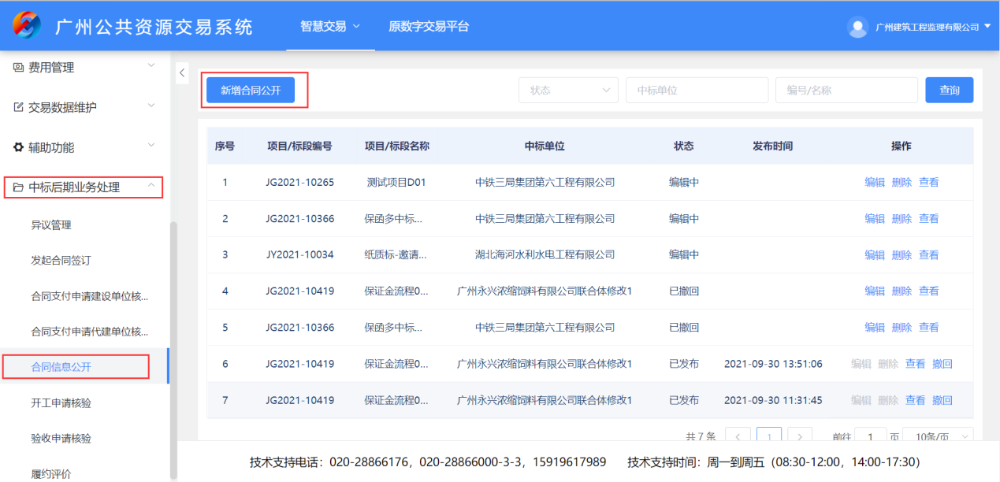 广州公共资源交易系统 智慧交易 原数字交易平台 广州建筑工程监理有限公司
费用管理
交易数据维护
辅助功能
中标后期业务处理
异议管理
发起合同签订
合同支付申请建设单位核...
合同支付申请代建单位核...
合同信息公开
开工申请核验
验收申请核验
履约评价
新增合同公开 状态 中标单位 编号/名称 查询
序号 项目/标段编号 项目/标段名称 中标单位 状态 发布时间 操作
1 JG2021-10265 测试项目D01 中铁三局集团第六工程有限公司 编辑中 编辑 删除 查看
2 JG2021-10366 保函多中标... 中铁三局集团第六工程有限公司 编辑中 编辑 删除 查看
3 JY2021-10034 纸质标-邀请... 湖北海河水利水电工程有限公司 编辑中 编辑 删除 查看
4 JG2021-10419 保证金流程0... 广州永兴浓缩饲料有限公司联合体修改1 已撤回 编辑 删除 查看
5 JG2021-10366 保函多中标... 中铁三局集团第六工程有限公司 已撤回 编辑 删除 查看
6 JG2021-10419 保证金流程0... 广州永兴浓缩饲料有限公司联合体修改1 已发布 2021-09-30 13:51:06 编辑 删除 查看 撤回
7 JG2021-10419 保证金流程0... 广州永兴浓缩饲料有限公司联合体修改1 已发布 2021-09-30 11:31:45 编辑 删除 查看 撤回
共 7 条 1 前往 1 页 10条/页
技术支持电话：020-28866176，020-28866000-3-3，15919617989 技术支持时间：周一到周五（08:30-12:00，14:00-17:30）